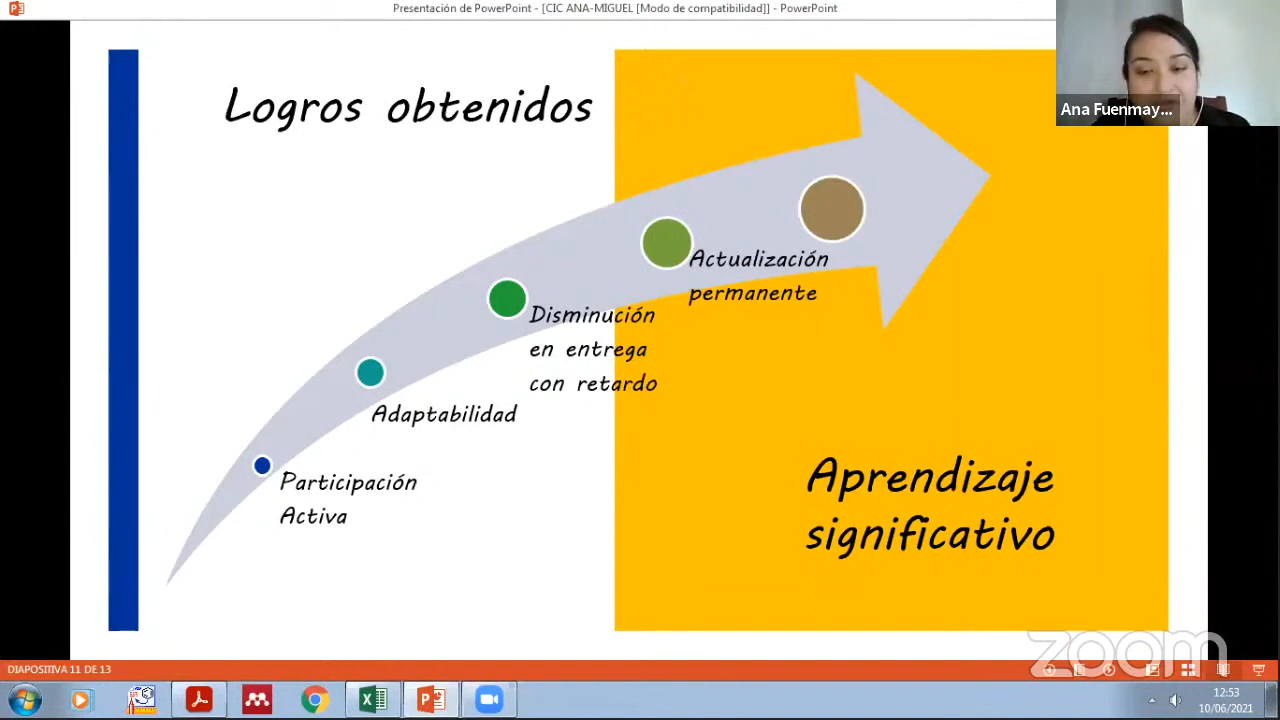 Presentación de PowerPoint - [CIC ANA-MIGUEL [Modo de compatibilidad]] - PowerPoint
Ana Fuenmay...
Logros obtenidos
Actualización
permanente
Disminución
en entrega
con retardo
Adaptabilidad
Participación
Activa
Aprendizaje
significativo
zoom
DIAPOSITIVA 11 DE 13
12:53
10/06/2021